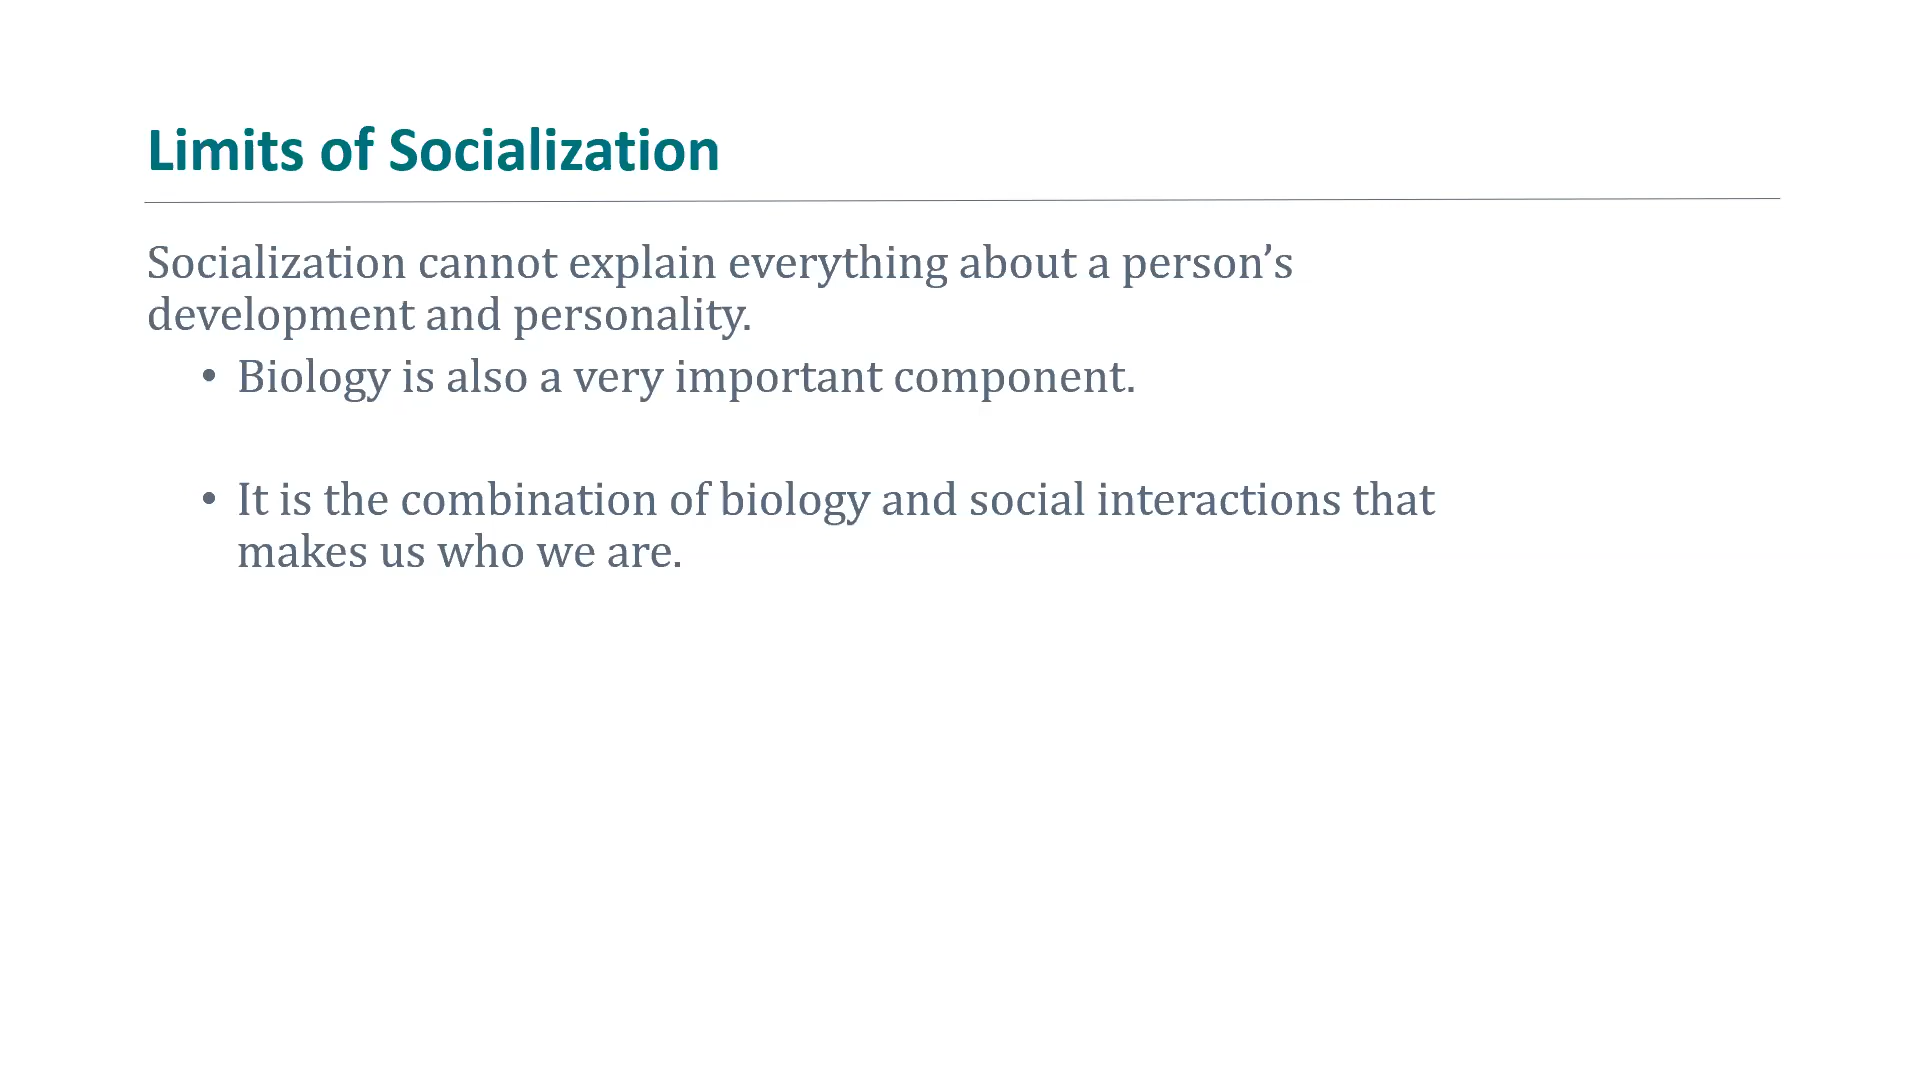 Limits of Socialization
Socialization cannot explain everything about a person’s
development and personality.
• Biology is also a very important component.
• It is the combination of biology and social interactions that
makes us who we are.